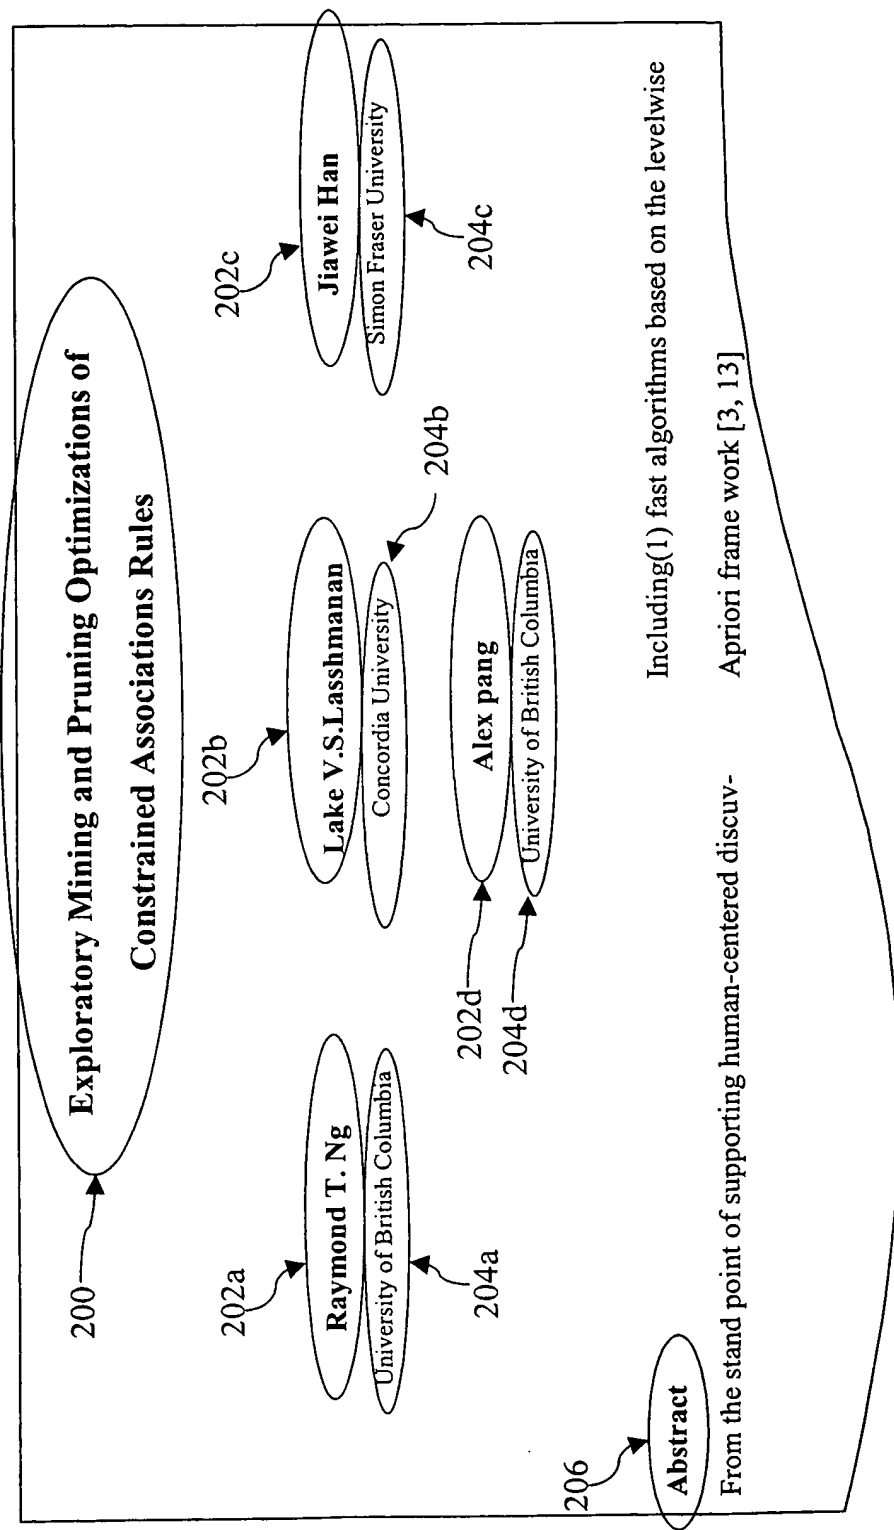 Exploratory Mining and Pruning Optimizations of
Constrained Associations Rules
200
202a
202b
202c
Raymond T. Ng
Lake V.S.Lasshmanan
Jiawei Han
University of British Columbia
Concordia University
Simon Fraser University
204a
204b
204c
202d
Alex pang
204d
University of British Columbia
206
Abstract
Including(1) fast algorithms based on the levelwise
From the stand point of supporting human-centered discuv-
Apriori frame work [3, 13]